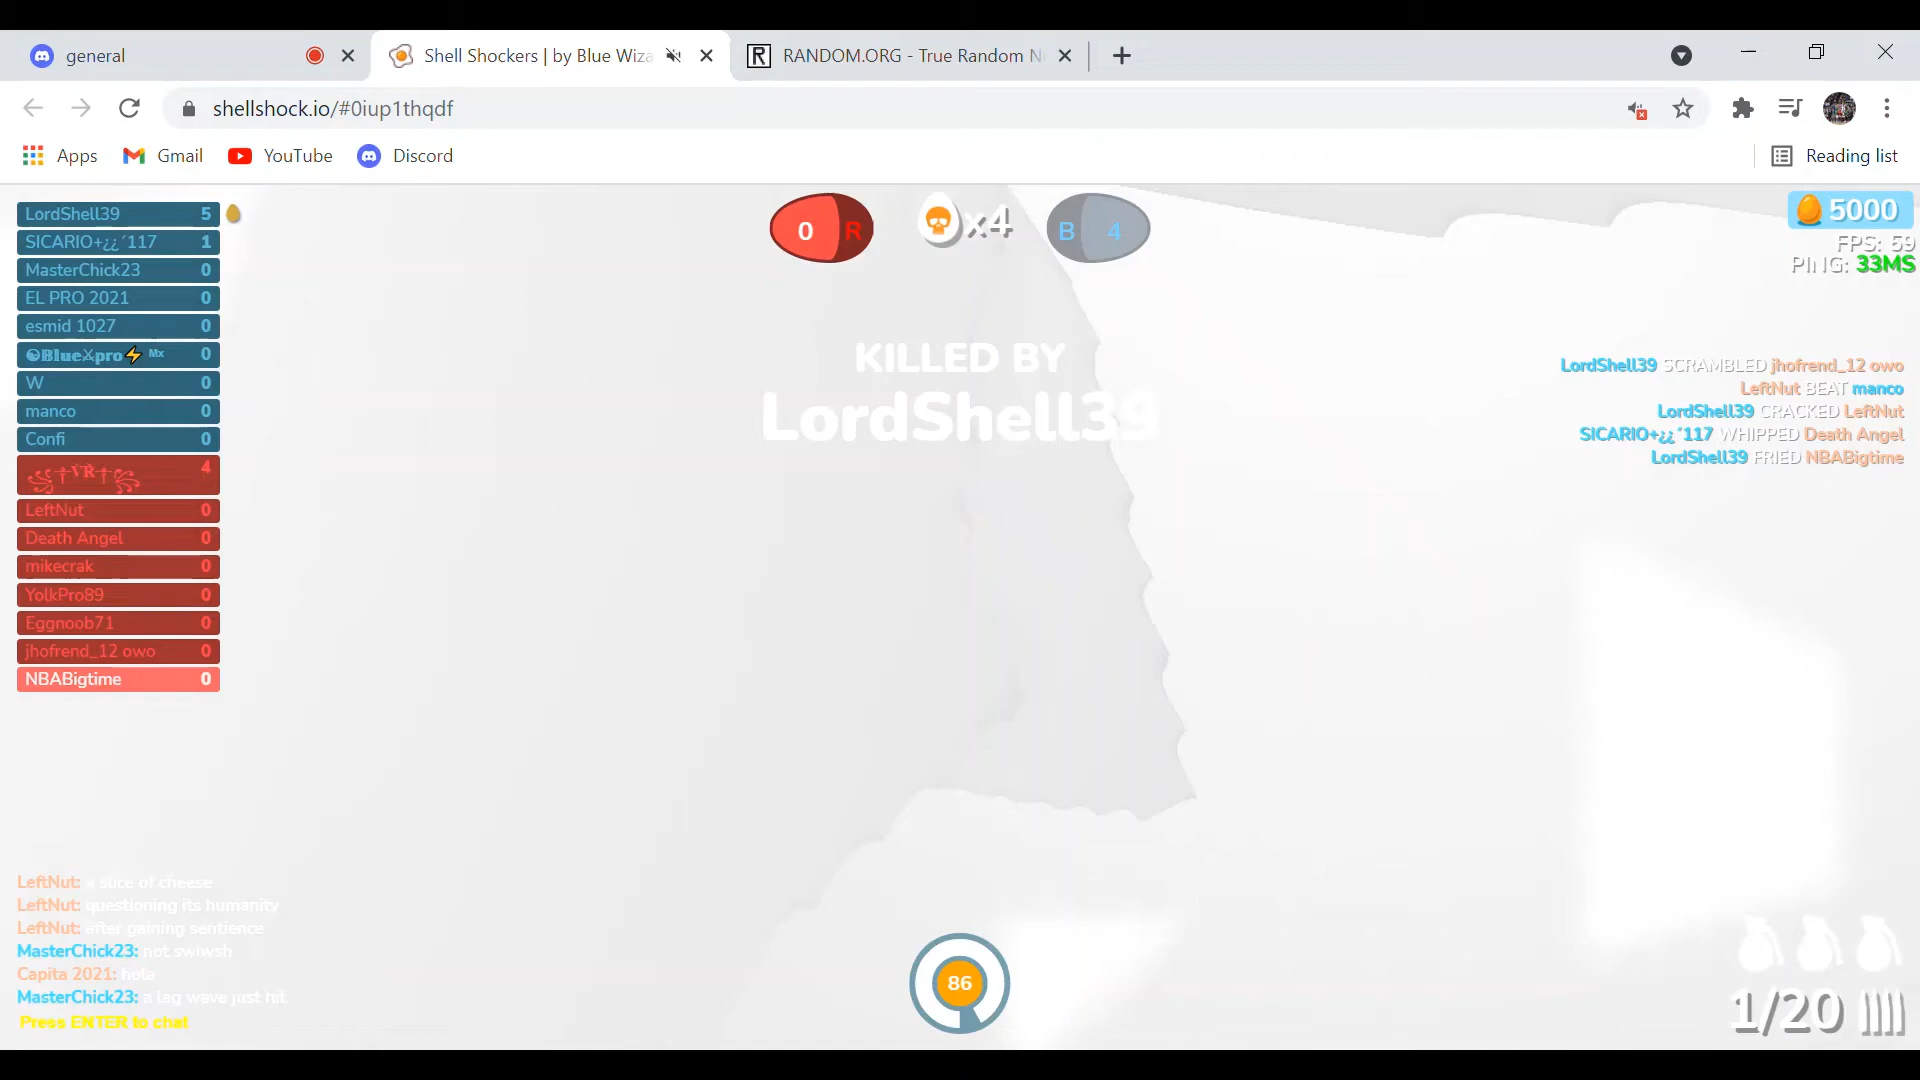 general
Shell Shockers | by Blue Wiza
RANDOM.ORG - True Random N
shellshock.io/#0iup1thqdf
Apps
Gmail
YouTube
Discord
Reading list
LordShell39 5
SICARIO+¿¿´117 1
MasterChick23 0
EL PRO 2021 0
esmid 1027 0
☯𝕭𝖑𝖚𝖊⚔𝖕𝖗𝖔⚡ ᴹˣ 0
W 0
manco 0
Confi 0
꧁†V̈R̈†꧂ 4
LeftNut 0
Death Angel 0
mikecrak 0
YolkPro89 0
Eggnoob71 0
jhofrend_12 owo 0
NBABigtime 0
0 R
x4
B 4
5000
FPS: 59
PING: 33MS
KILLED BY
LordShell39
LordShell39 SCRAMBLED jhofrend_12 owo
LeftNut BEAT manco
LordShell39 CRACKED LeftNut
SICARIO+¿¿´117 WHIPPED Death Angel
LordShell39 FRIED NBABigtime
LeftNut: a slice of cheese
LeftNut: questioning its humanity
LeftNut: after gaining sentience
MasterChick23: not swiwsh
Capita 2021: hola
MasterChick23: a lag wave just hit
Press ENTER to chat
86
1/20